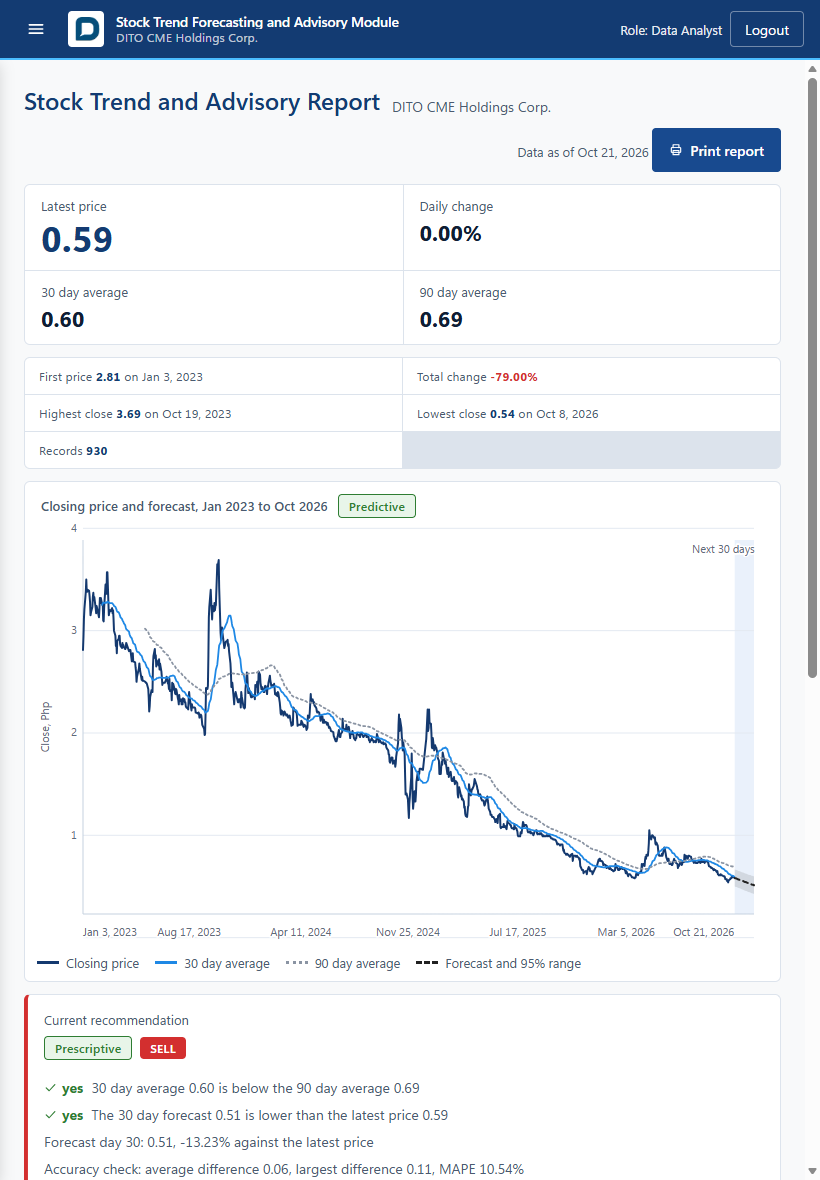 Stock Trend Forecasting and Advisory Module
DITO CME Holdings Corp.
Role: Data Analyst
Logout
Stock Trend and Advisory Report DITO CME Holdings Corp.
Data as of Oct 21, 2026
Print report
Latest price
0.59
Daily change
0.00%
30 day average
0.60
90 day average
0.69
First price 2.81 on Jan 3, 2023
Total change -79.00%
Highest close 3.69 on Oct 19, 2023
Lowest close 0.54 on Oct 8, 2026
Records 930
Closing price and forecast, Jan 2023 to Oct 2026 Predictive
Next 30 days
4
3
2
1
Close, Php
Jan 3, 2023 Aug 17, 2023 Apr 11, 2024 Nov 25, 2024 Jul 17, 2025 Mar 5, 2026 Oct 21, 2026
Closing price 30 day average 90 day average Forecast and 95% range
Current recommendation
Prescriptive SELL
yes 30 day average 0.60 is below the 90 day average 0.69
yes The 30 day forecast 0.51 is lower than the latest price 0.59
Forecast day 30: 0.51, -13.23% against the latest price
Accuracy check: average difference 0.06, largest difference 0.11, MAPE 10.54%